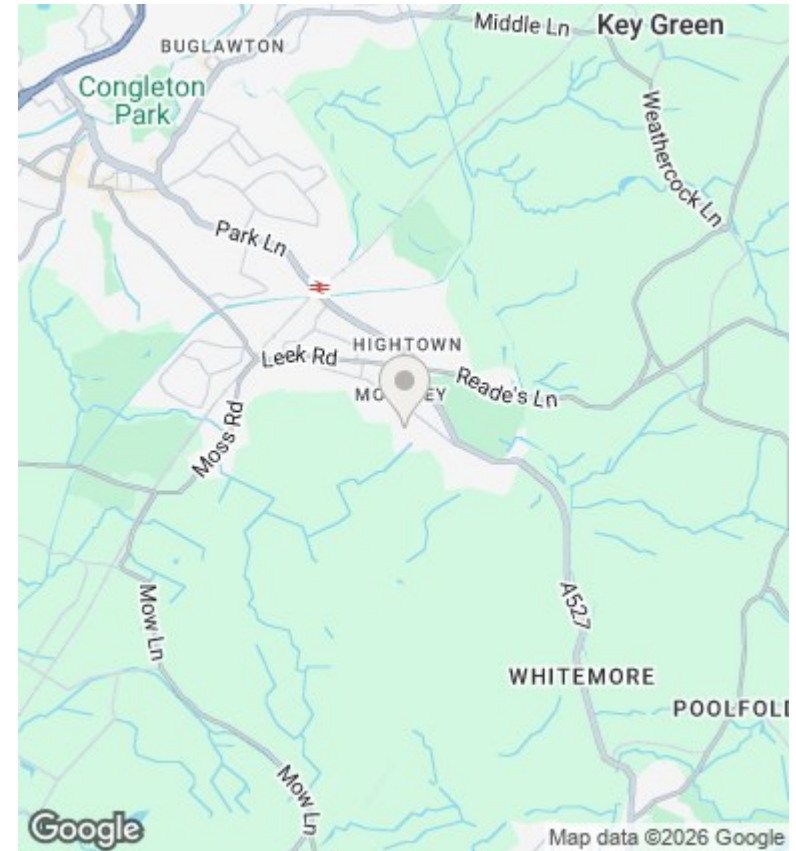 Middle Ln
Key Green
BUGLAWTON
Congleton
Park
Weathercock Ln
Park Ln
HIGHTOWN
Leek Rd
Reade's Ln
Moss Rd
A527
Mow Ln
WHITEMORE
POOLFOLD
Mow Ln
Google
Map data ©2026 Google